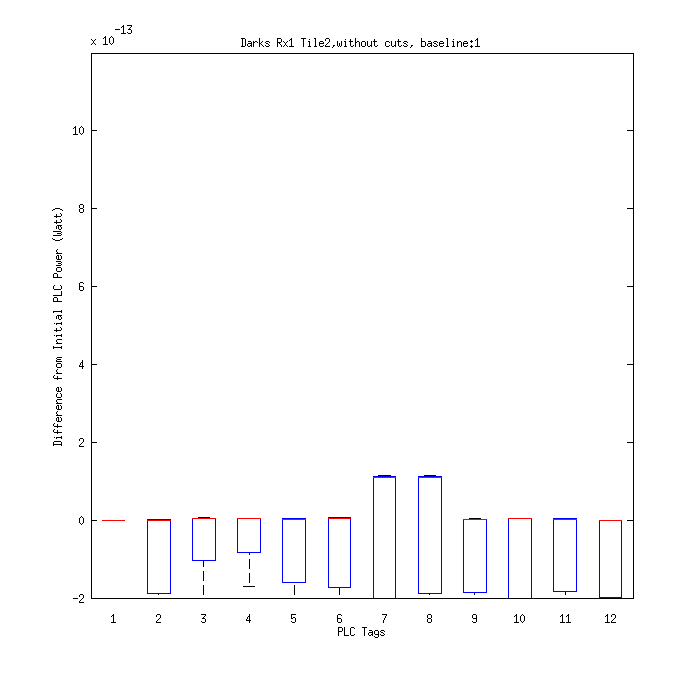 Darks Rx1 Tile2,without cuts, baseline:1
x 10-13
Difference from Initial PLC Power (Watt)
10
8
6
4
2
0
-2
1 2 3 4 5 6 7 8 9 10 11 12
PLC Tags